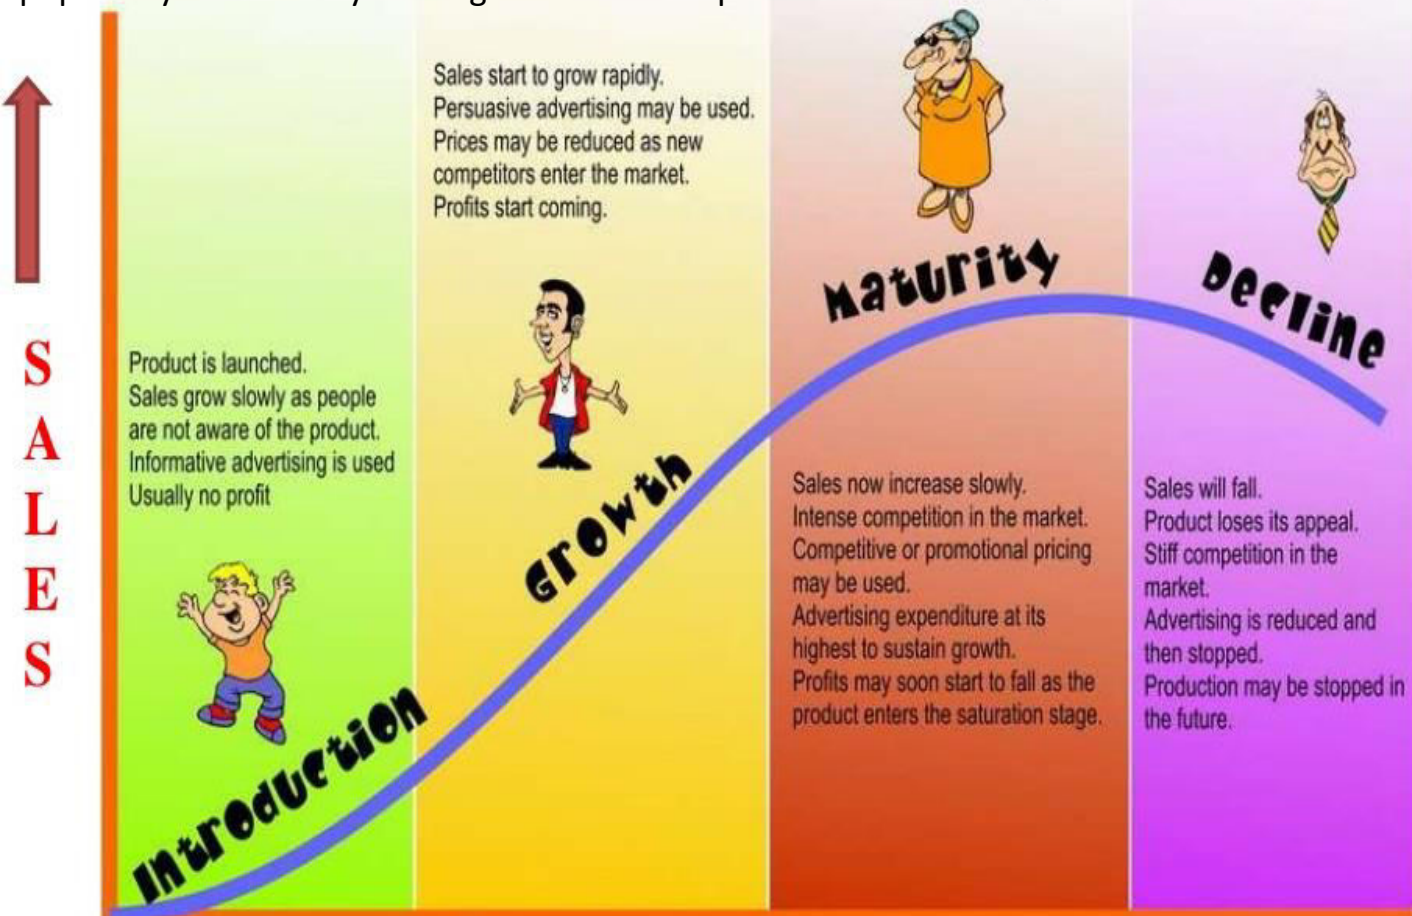 SALES
Product is launched.
Sales grow slowly as people
are not aware of the product.
Informative advertising is used
Usually no profit
Introduction
Sales start to grow rapidly.
Persuasive advertising may be used.
Prices may be reduced as new
competitors enter the market.
Profits start coming.
Growth
Maturity
Sales now increase slowly.
Intense competition in the market.
Competitive or promotional pricing
may be used.
Advertising expenditure at its
highest to sustain growth.
Profits may soon start to fall as the
product enters the saturation stage.
Decline
Sales will fall.
Product loses its appeal.
Stiff competition in the
market.
Advertising is reduced and
then stopped.
Production may be stopped in
the future.